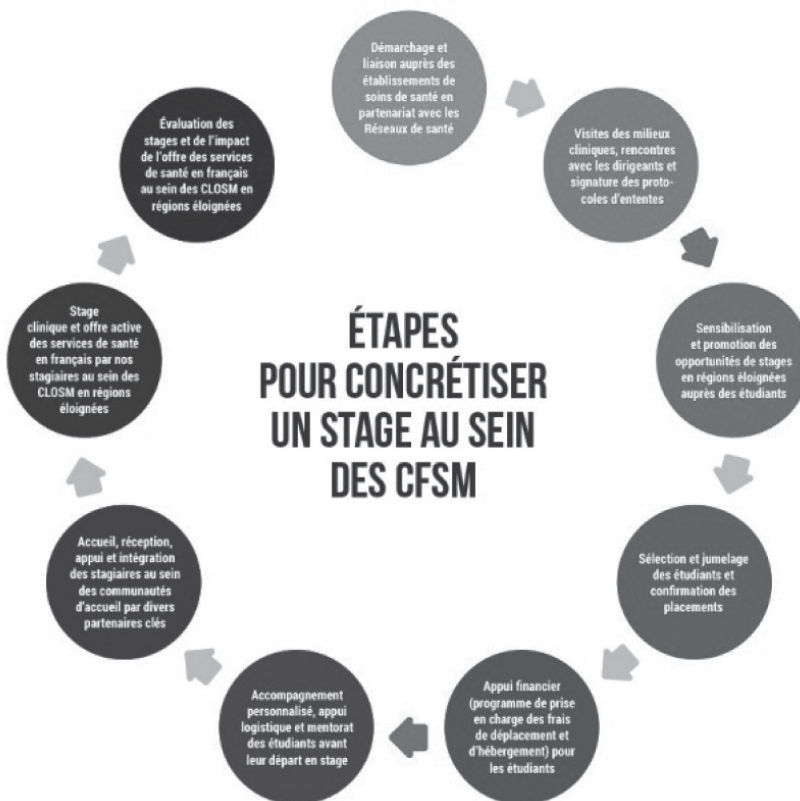 Démarchage et
liaison auprès des
établissements de
soins de santé en
partenariat avec les
Réseaux de santé
Visites des milieux
cliniques, rencontres
avec les dirigeants et
signature des proto-
coles d'ententes
Sensibilisation
et promotion des
opportunités de stages
en régions éloignées
auprès des étudiants
Sélection et jumelage
des étudiants et
confirmation des
placements
Appui financier
(programme de prise
en charge des frais
de déplacement et
d'hébergement) pour
les étudiants
Accompagnement
personnalisé, appui
logistique et mentorat
des étudiants avant
leur départ en stage
Accueil, réception,
appui et intégration
des stagiaires au sein
des communautés
d'accueil par divers
partenaires clés
Stage
clinique et offre active
des services de santé
en français par nos
stagiaires au sein des
CLOSM en régions
éloignées
Évaluation des
stages et de l'impact
de l'offre des services
de santé en français
au sein des CLOSM en
régions éloignées
ÉTAPES
POUR CONCRÉTISER
UN STAGE AU SEIN
DES CFSM